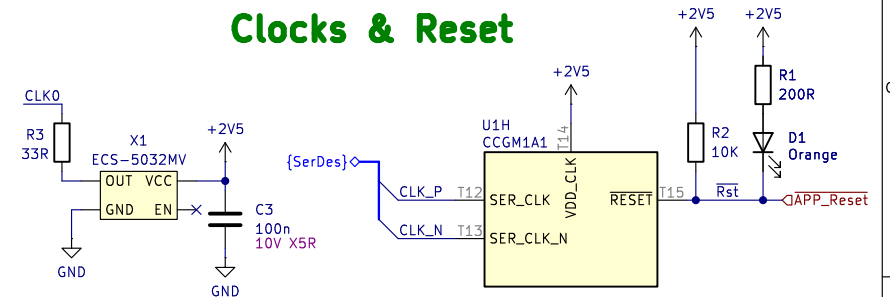 Clocks & Reset
CLK0
R3
33R
X1
ECS-5032MV
OUT VCC
GND EN
GND
+2V5
C3
100n
10V X5R
GND
{SerDes}
CLK_P
CLK_N
+2V5
U1H
CCGM1A1
T14
VDD_CLK
T12
SER_CLK
T13
SER_CLK_N
RESET
T15
+2V5
R2
10K
Rst
+2V5
R1
200R
D1
Orange
APP_Reset